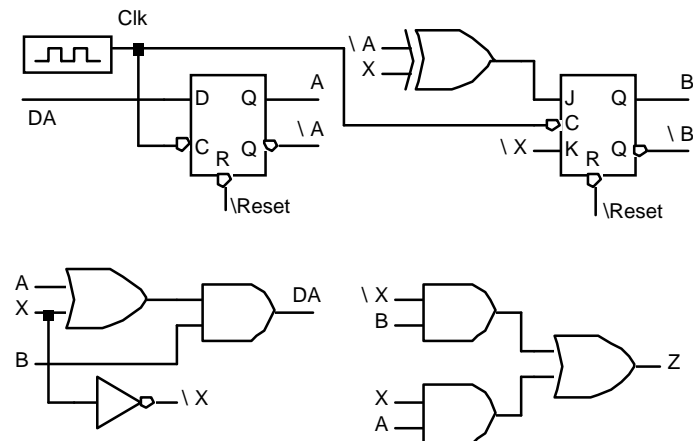 Clk
\ A
X
DA
D
Q
A
C
Q
\ A
R
\Reset
J
Q
B
C
\ X
K
Q
\ B
R
\Reset
A
X
B
DA
\ X
\ X
B
X
A
Z